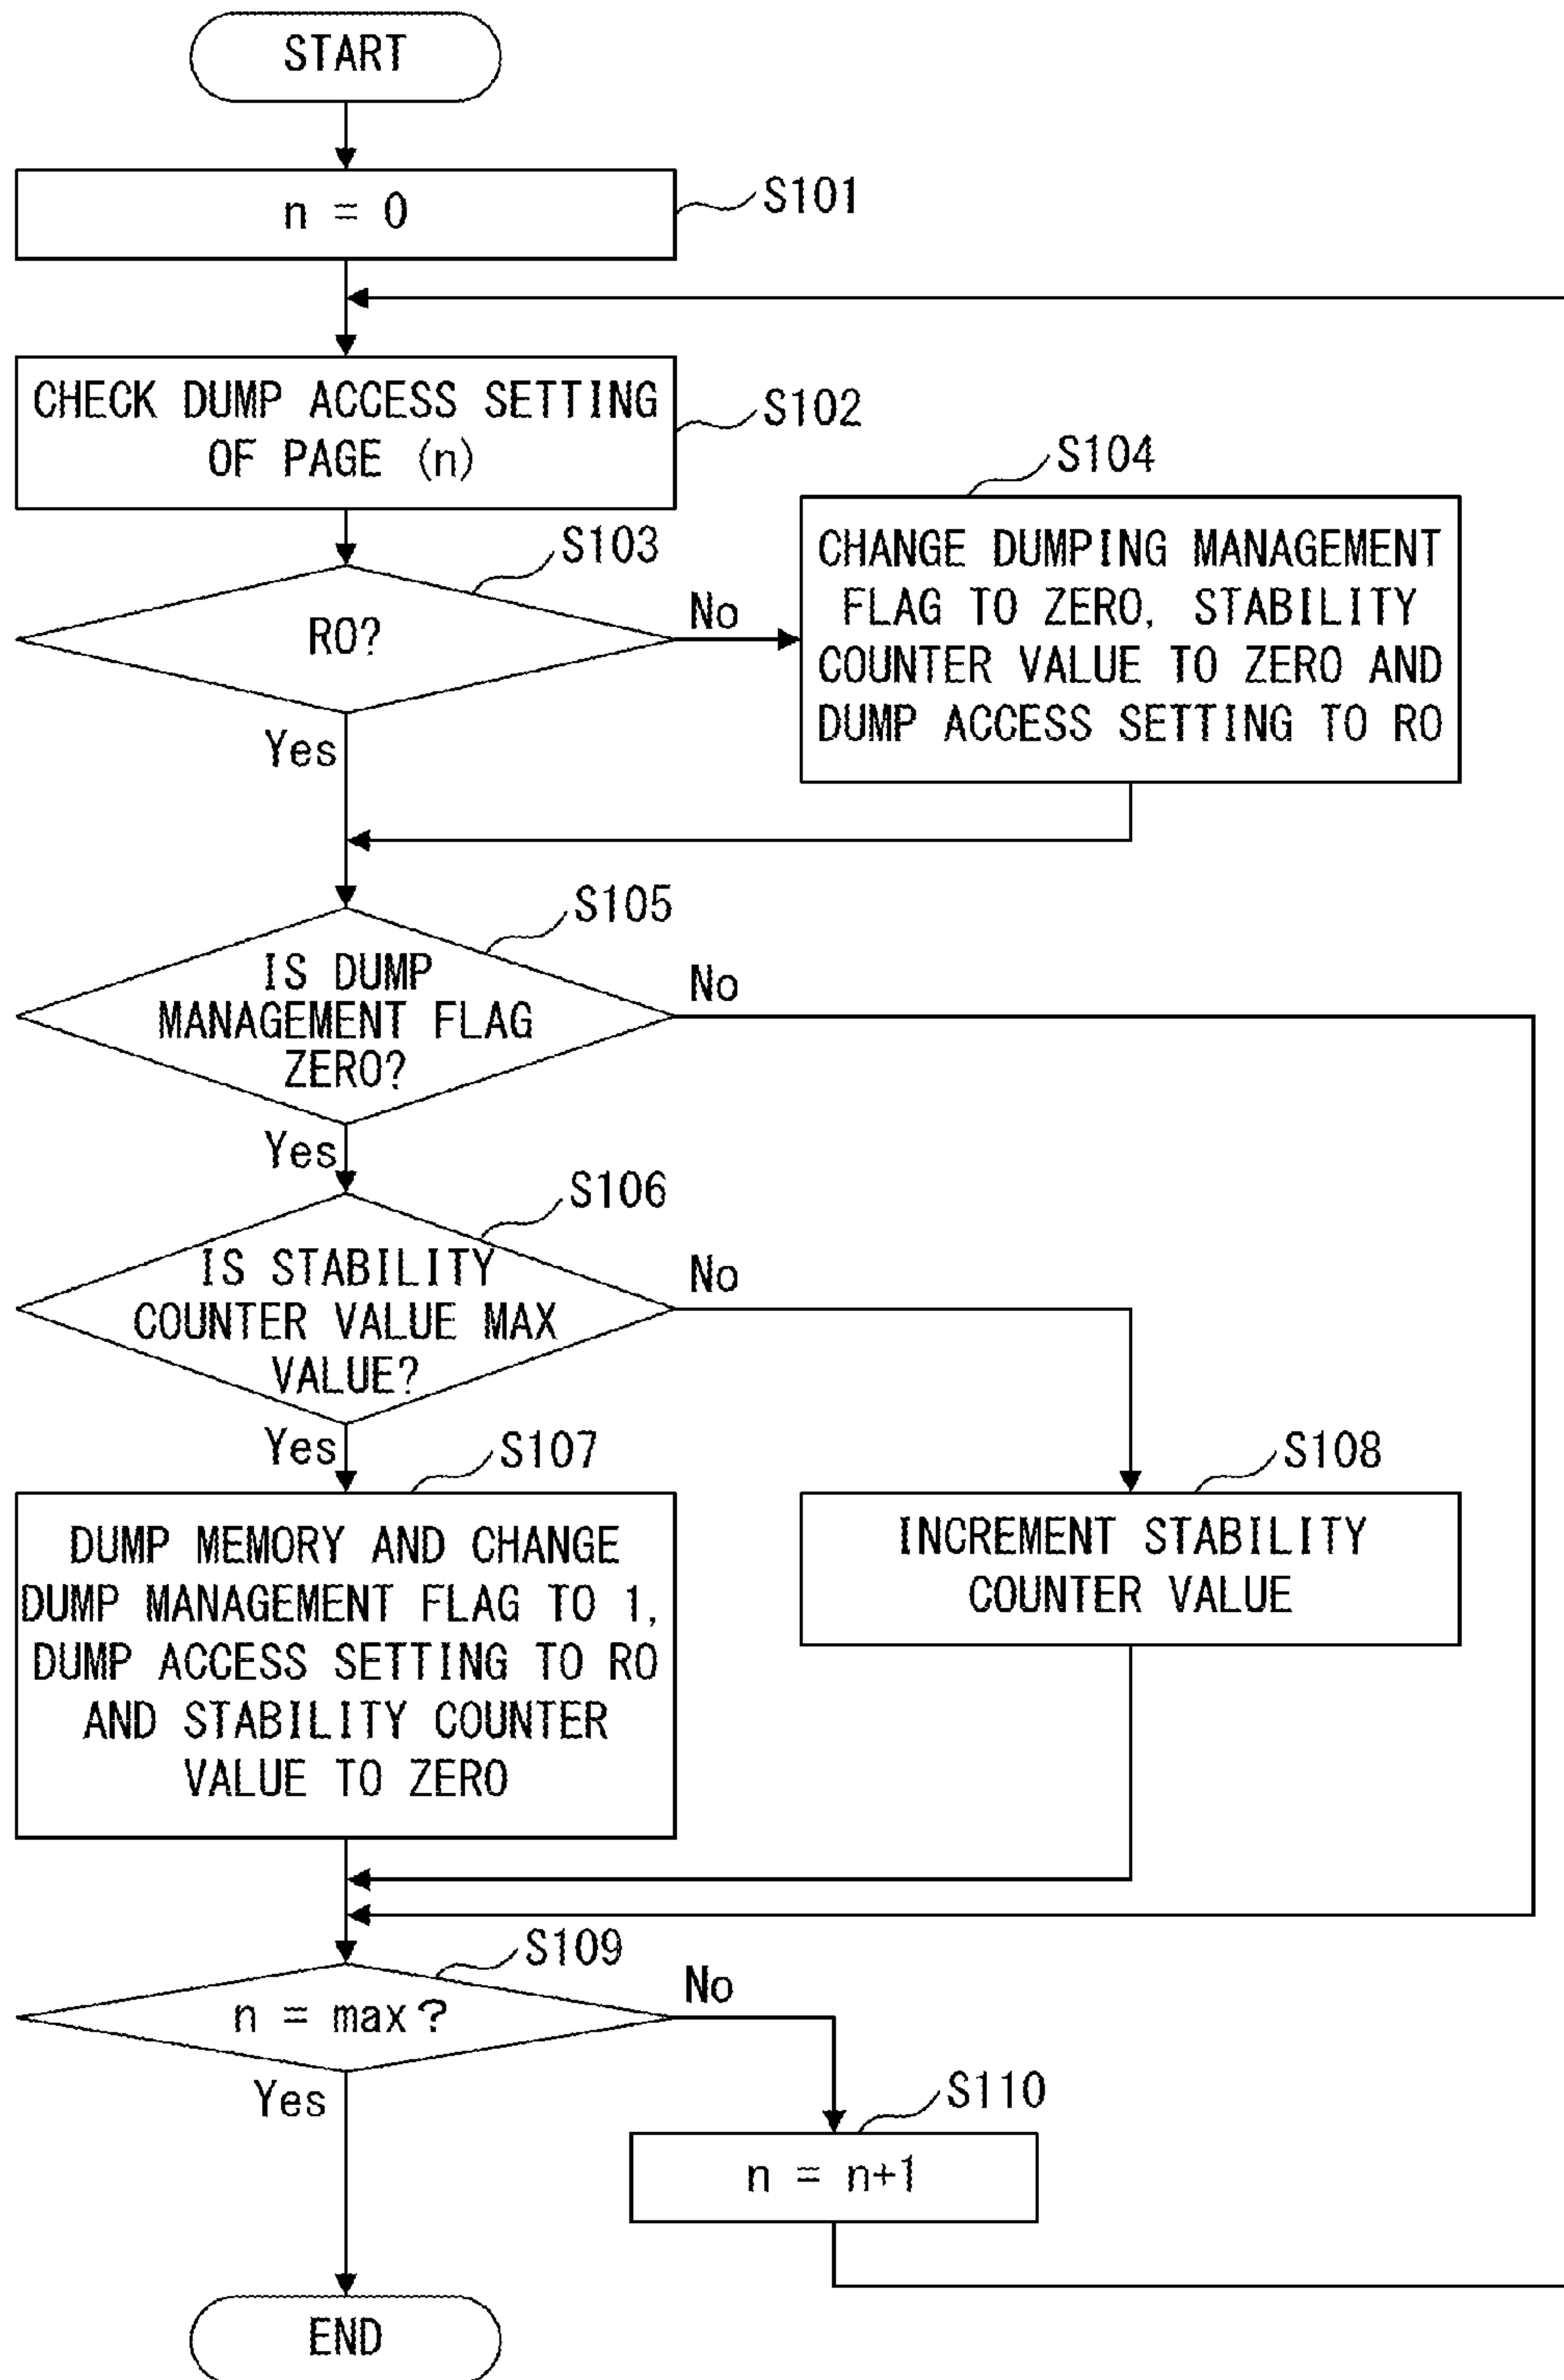 START
n = 0
S101
CHECK DUMP ACCESS SETTING
OF PAGE (n)
S102
S103
RO?
No
Yes
S104
CHANGE DUMPING MANAGEMENT
FLAG TO ZERO, STABILITY
COUNTER VALUE TO ZERO AND
DUMP ACCESS SETTING TO RO
S105
IS DUMP
MANAGEMENT FLAG
ZERO?
No
Yes
S106
IS STABILITY
COUNTER VALUE MAX
VALUE?
No
Yes
S107
DUMP MEMORY AND CHANGE
DUMP MANAGEMENT FLAG TO 1,
DUMP ACCESS SETTING TO RO
AND STABILITY COUNTER
VALUE TO ZERO
S108
INCREMENT STABILITY
COUNTER VALUE
S109
n = max?
No
Yes
S110
n = n+1
END